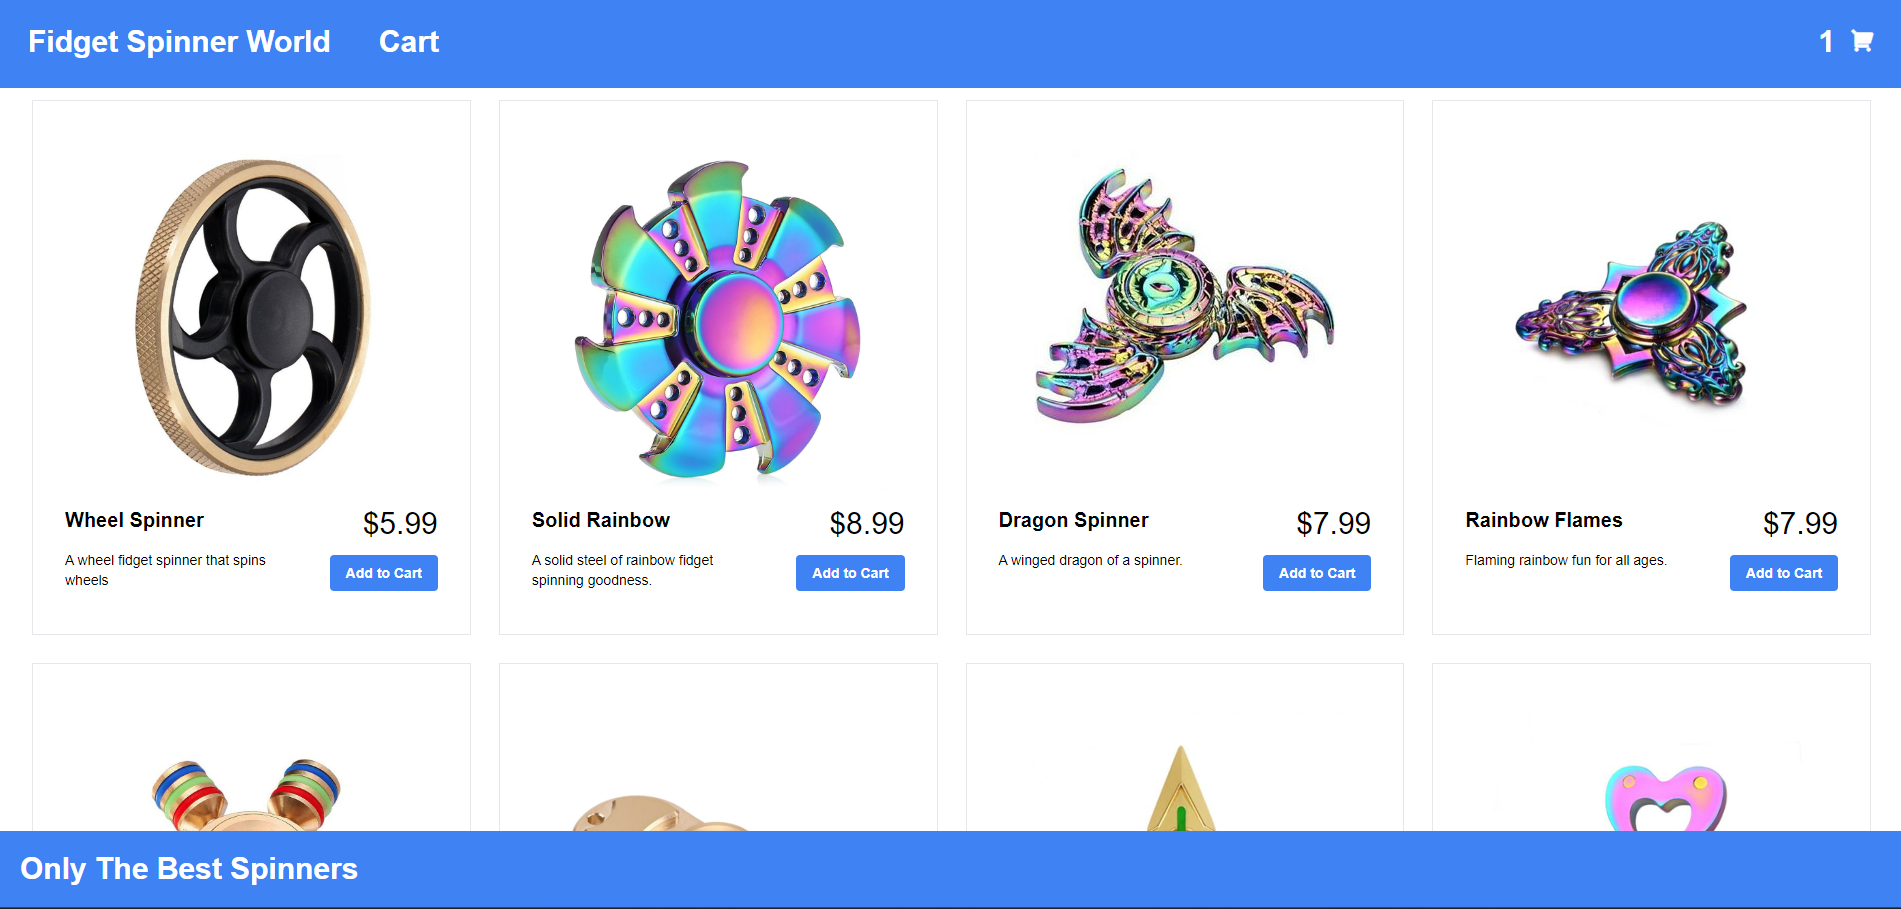 Fidget Spinner World Cart 1
Wheel Spinner $5.99
A wheel fidget spinner that spins
wheels
Add to Cart
Solid Rainbow $8.99
A solid steel of rainbow fidget
spinning goodness.
Add to Cart
Dragon Spinner $7.99
A winged dragon of a spinner.
Add to Cart
Rainbow Flames $7.99
Flaming rainbow fun for all ages.
Add to Cart
Only The Best Spinners